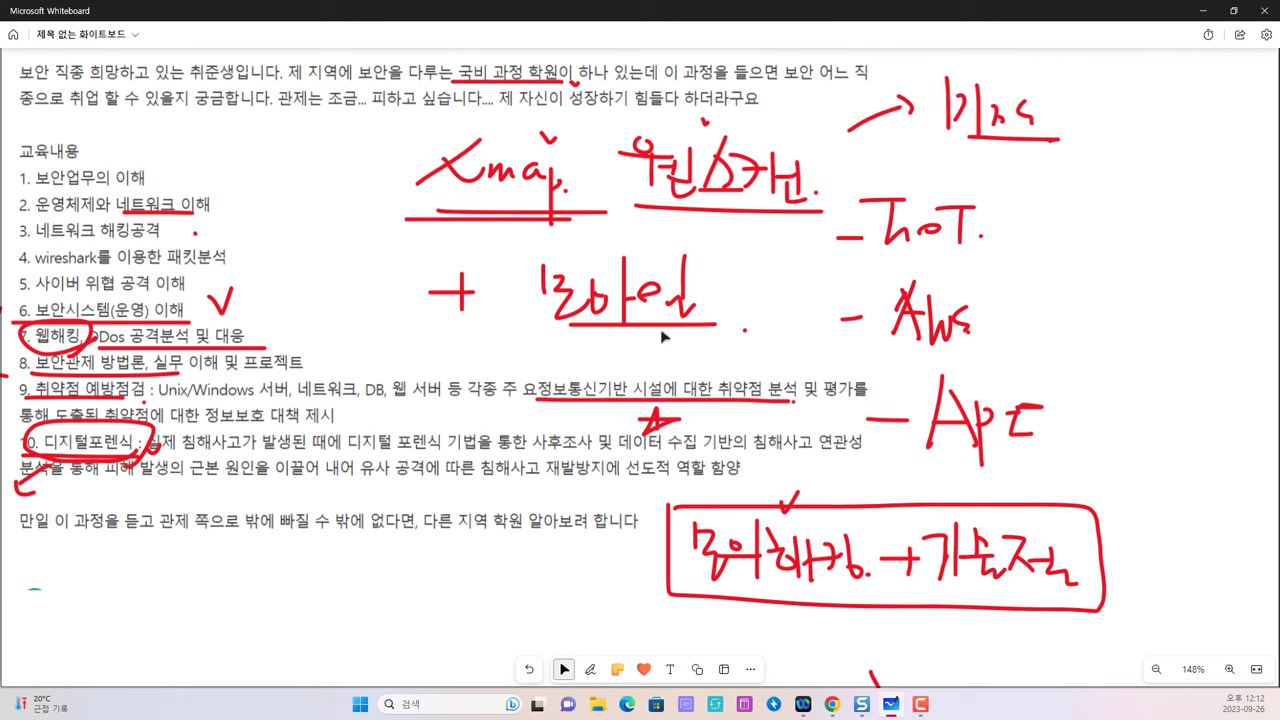 Microsoft Whiteboard
제목 없는 화이트보드
보안 직종 희망하고 있는 취준생입니다. 제 지역에 보안을 다루는 국비 과정 학원이 하나 있는데 이 과정을 들으면 보안 어느 직
종으로 취업 할 수 있을지 궁금합니다. 관제는 조금... 피하고 싶습니다.... 제 자신이 성장하기 힘들다 하더라구요
교육내용
1. 보안업무의 이해
2. 운영체제와 네트워크 이해
3. 네트워크 해킹공격
4. wireshark를 이용한 패킷분석
5. 사이버 위협 공격 이해
6. 보안시스템(운영) 이해
7. 웹해킹, DDos 공격분석 및 대응
8. 보안관제 방법론, 실무 이해 및 프로젝트
9. 취약점 예방점검 : Unix/Windows 서버, 네트워크, DB, 웹 서버 등 각종 주 요정보통신기반 시설에 대한 취약점 분석 및 평가를
통해 도출된 취약점에 대한 정보보호 대책 제시
10. 디지털포렌식 : 실제 침해사고가 발생된 때에 디지털 포렌식 기법을 통한 사후조사 및 데이터 수집 기반의 침해사고 연관성
분석을 통해 피해 발생의 근본 원인을 이끌어 내어 유사 공격에 따른 침해사고 재발방지에 선도적 역할 함양
만일 이 과정을 듣고 관제 쪽으로 밖에 빠질 수 밖에 없다면, 다른 지역 학원 알아보려 합니다
+ 모바일
- IoT.
- AWS
모의해킹. + 기술진단
148%
20°C
근접 기록
검색
오후 12:12
2023-09-26